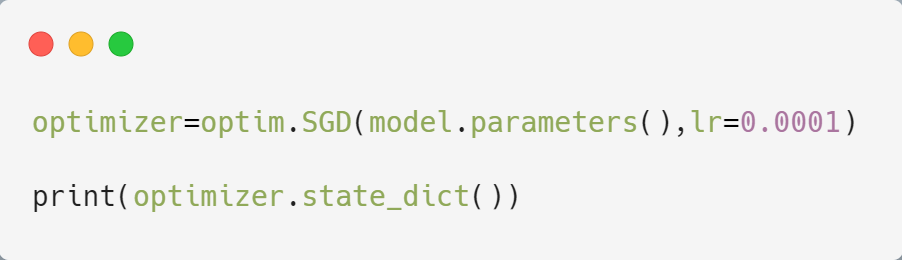 optimizer=optim.SGD(model.parameters(),lr=0.0001)
print(optimizer.state_dict())